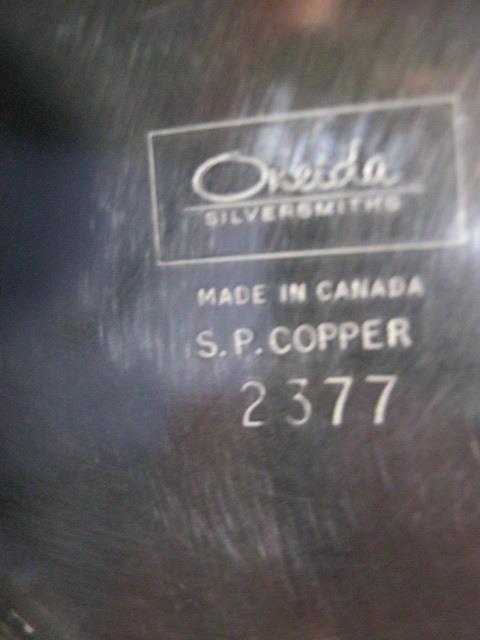 Oneida
SILVERSMITHS
MADE IN CANADA
S.P. COPPER
2377